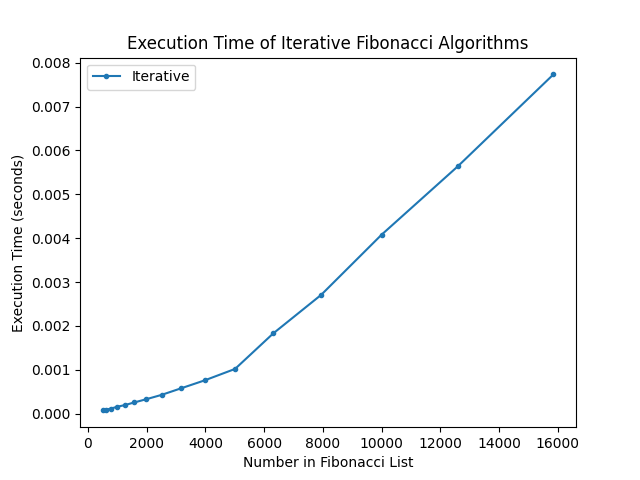 Execution Time of Iterative Fibonacci Algorithms
Iterative
Execution Time (seconds)
0.008
0.007
0.006
0.005
0.004
0.003
0.002
0.001
0.000
0 2000 4000 6000 8000 10000 12000 14000 16000
Number in Fibonacci List